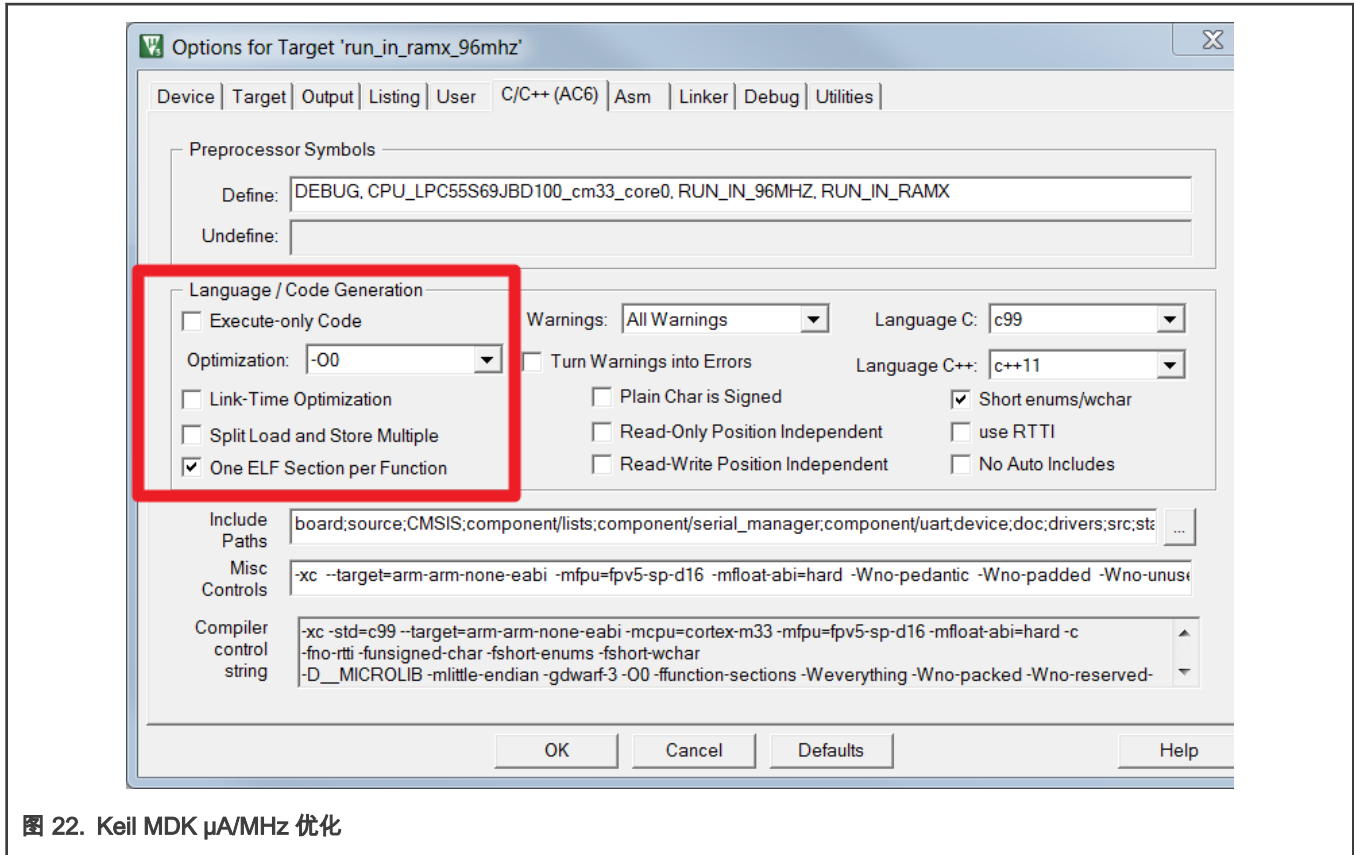 Options for Target 'run_in_ramx_96mhz'
Device Target Output Listing User C/C++ (AC6) Asm Linker Debug Utilities
Preprocessor Symbols
Define: DEBUG, CPU_LPC55S69JBD100_cm33_core0, RUN_IN_96MHZ, RUN_IN_RAMX
Undefine:
Language / Code Generation
Execute-only Code Warnings: All Warnings Language C: c99
Optimization: -O0 Turn Warnings into Errors Language C++: c++11
Link-Time Optimization Plain Char is Signed Short enums/wchar
Split Load and Store Multiple Read-Only Position Independent use RTTI
One ELF Section per Function Read-Write Position Independent No Auto Includes
Include Paths board;source;CMSIS;component/lists;component/serial_manager;component/uart;device;doc;drivers;src;sta ...
Misc Controls -xc --target=arm-arm-none-eabi -mfpu=fpv5-sp-d16 -mfloat-abi=hard -Wno-pedantic -Wno-padded -Wno-unuse
Compiler control string -xc -std=c99 --target=arm-arm-none-eabi -mcpu=cortex-m33 -mfpu=fpv5-sp-d16 -mfloat-abi=hard -c
-fno-rtti -funsigned-char -fshort-enums -fshort-wchar
-D__MICROLIB -mlittle-endian -gdwarf-3 -O0 -ffunction-sections -Weverything -Wno-packed -Wno-reserved-
OK Cancel Defaults Help
图 22. Keil MDK μA/MHz 优化